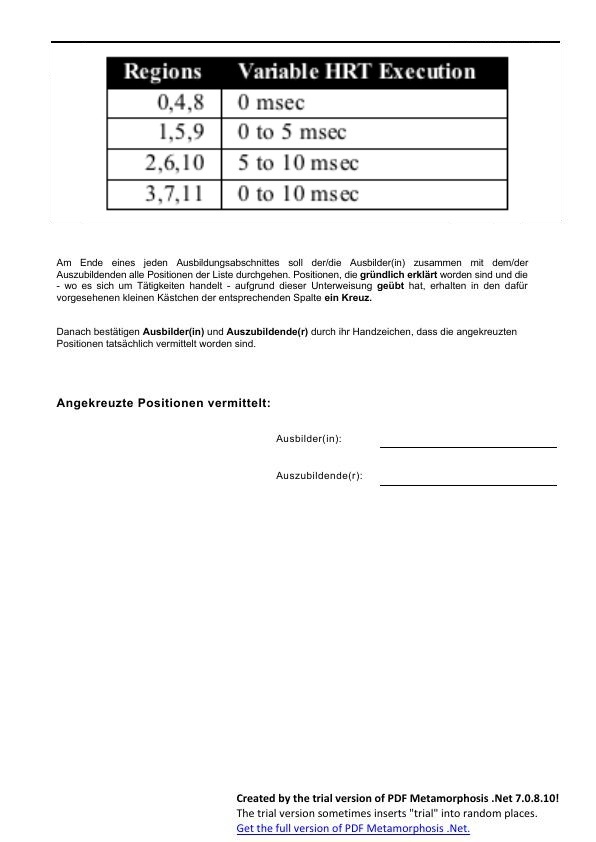 Regions Variable HRT Execution
0,4,8 0 msec
1,5,9 0 to 5 msec
2,6,10 5 to 10 msec
3,7,11 0 to 10 msec
Am Ende eines jeden Ausbildungsabschnittes soll der/die Ausbilder(in) zusammen mit dem/der
Auszubildenden alle Positionen der Liste durchgehen. Positionen, die gründlich erklärt worden sind und die
- wo es sich um Tätigkeiten handelt - aufgrund dieser Unterweisung geübt hat, erhalten in den dafür
vorgesehenen kleinen Kästchen der entsprechenden Spalte ein Kreuz.
Danach bestätigen Ausbilder(in) und Auszubildende(r) durch ihr Handzeichen, dass die angekreuzten
Positionen tatsächlich vermittelt worden sind.
Angekreuzte Positionen vermittelt:
Ausbilder(in):
Auszubildende(r):
Created by the trial version of PDF Metamorphosis .Net 7.0.8.10!
The trial version sometimes inserts "trial" into random places.
Get the full version of PDF Metamorphosis .Net.